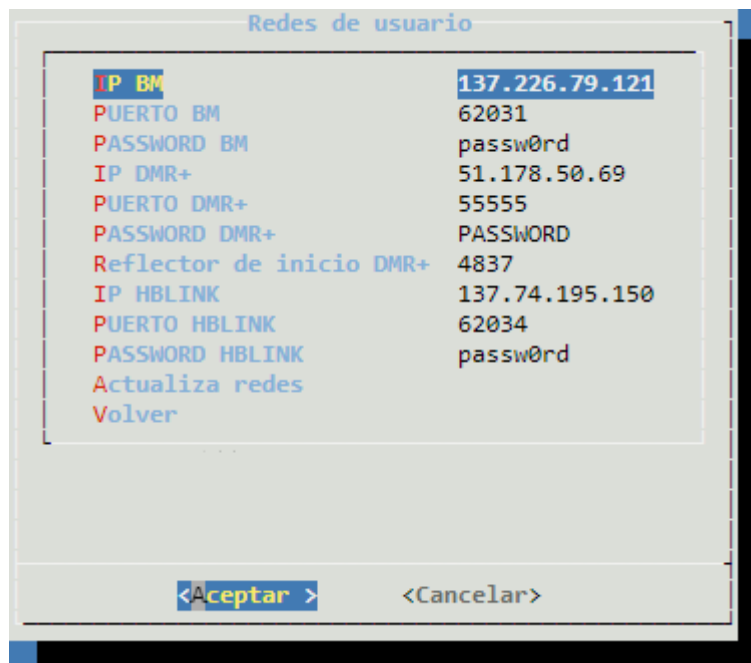 Redes de usuario
IP BM 137.226.79.121
PUERTO BM 62031
PASSWORD BM passw0rd
IP DMR+ 51.178.50.69
PUERTO DMR+ 55555
PASSWORD DMR+ PASSWORD
Reflector de inicio DMR+ 4837
IP HBLINK 137.74.195.150
PUERTO HBLINK 62034
PASSWORD HBLINK passw0rd
Actualiza redes
Volver
<Aceptar > <Cancelar>